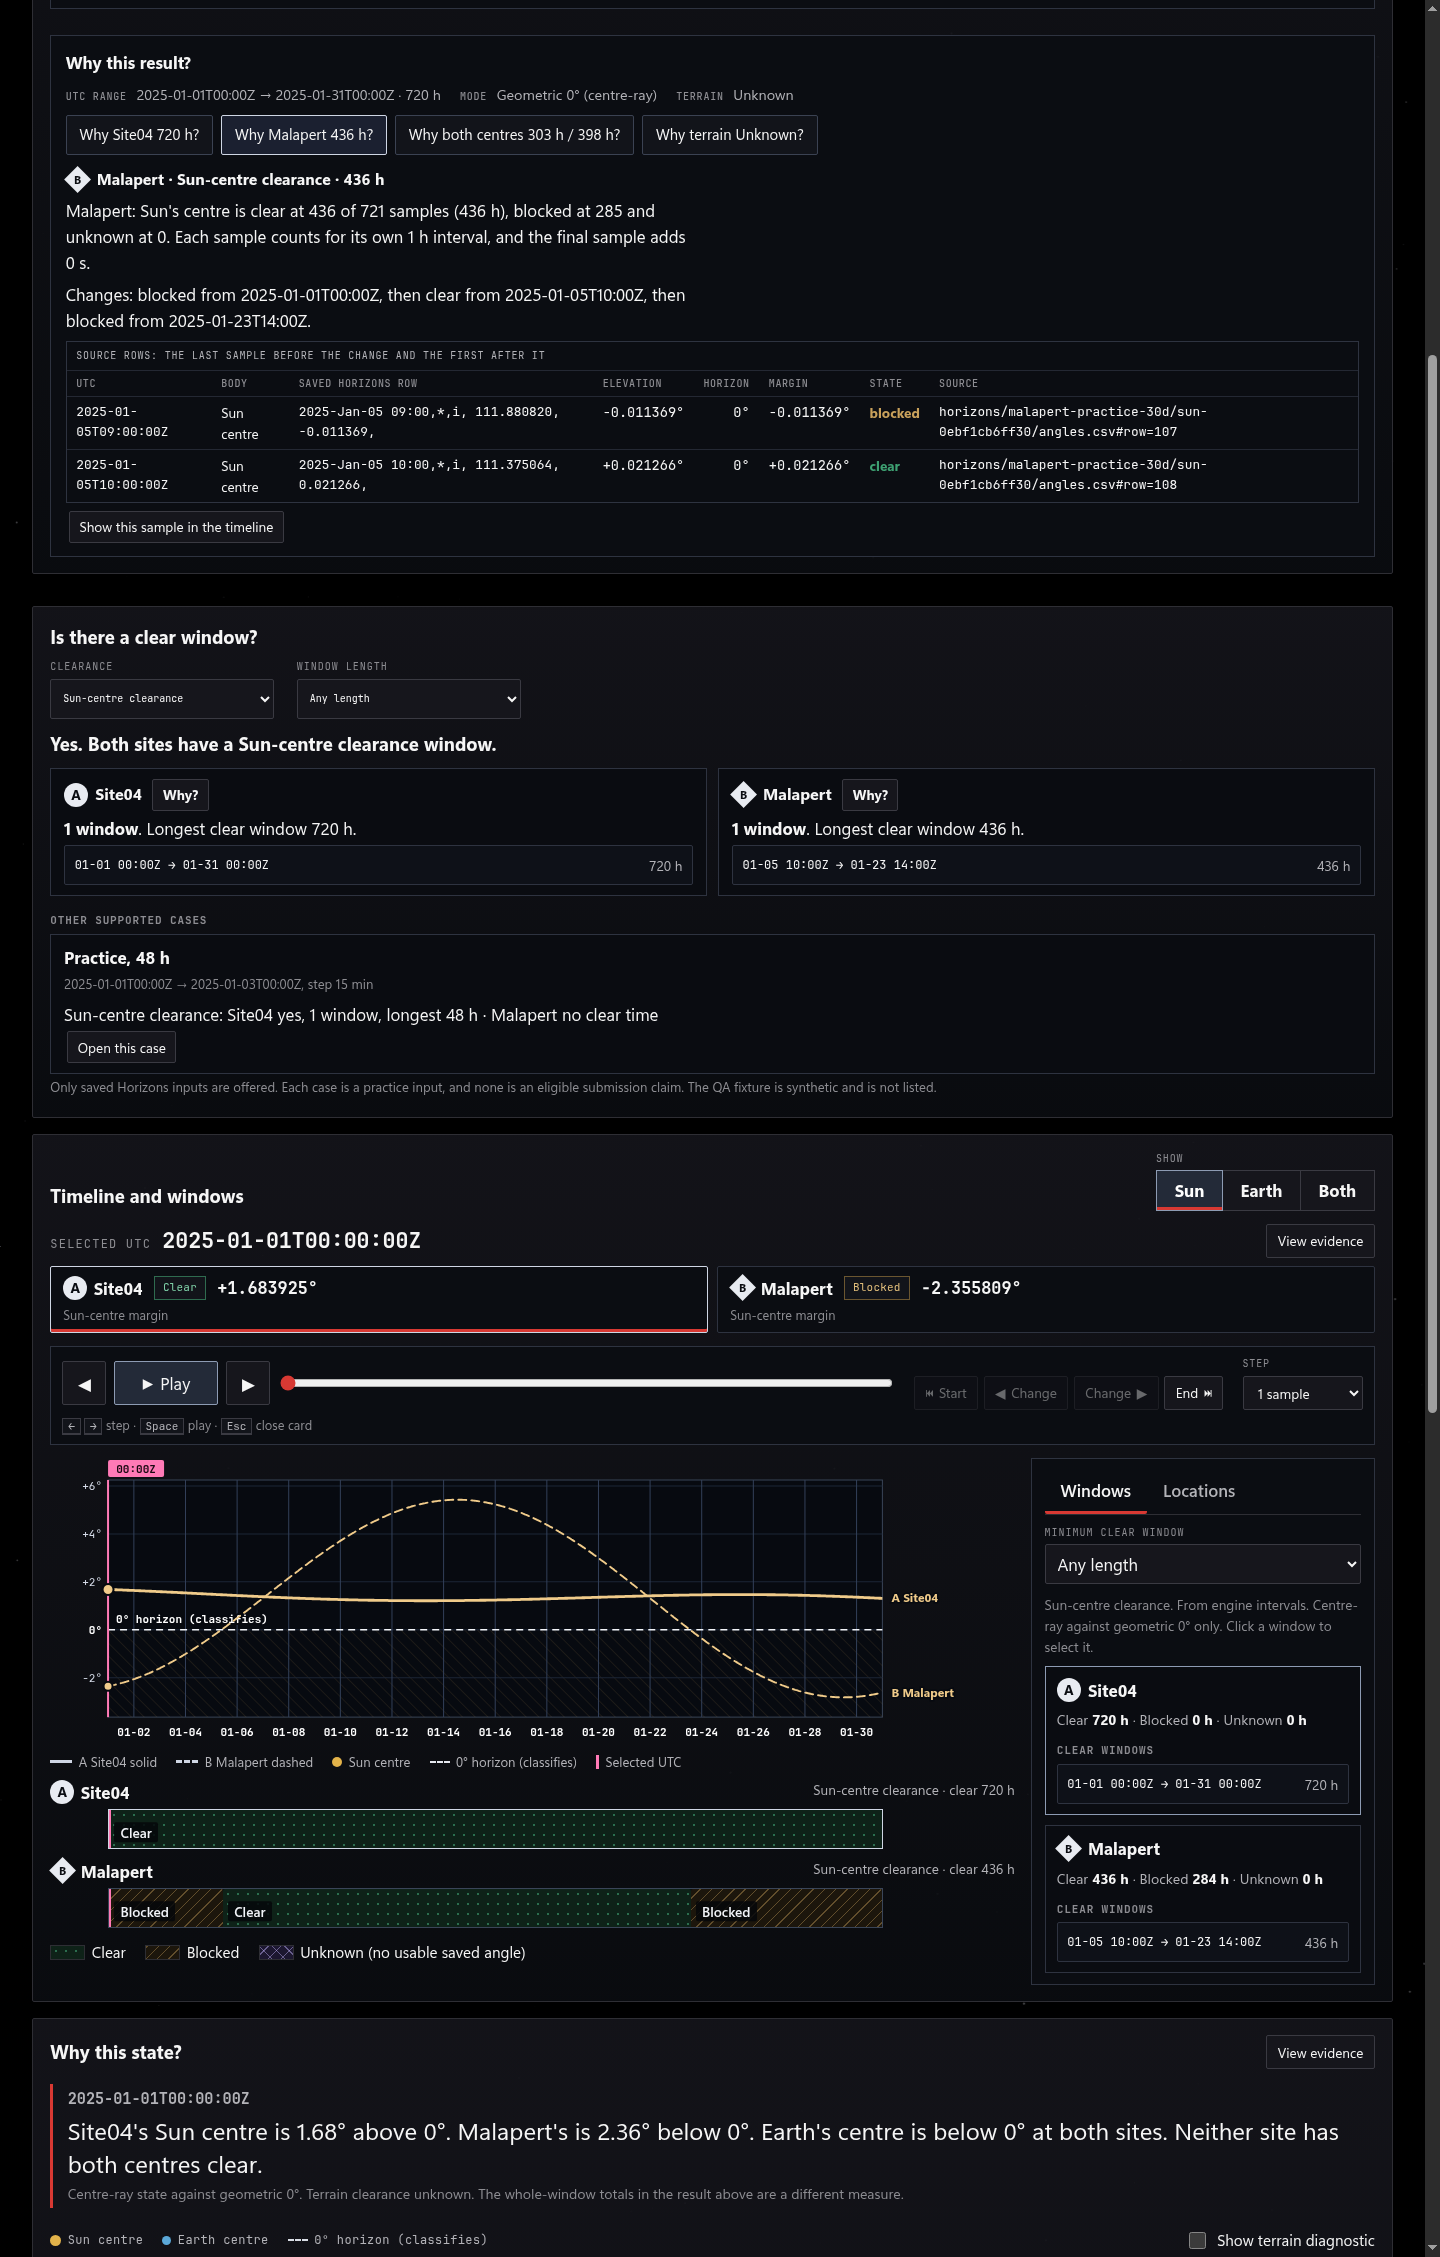 Why this result?
UTC RANGE 2025-01-01T00:00Z → 2025-01-31T00:00Z · 720 h MODE Geometric 0° (centre-ray) TERRAIN Unknown
Why Site04 720 h? Why Malapert 436 h? Why both centres 303 h / 398 h? Why terrain Unknown?
B Malapert · Sun-centre clearance · 436 h
Malapert: Sun's centre is clear at 436 of 721 samples (436 h), blocked at 285 and
unknown at 0. Each sample counts for its own 1 h interval, and the final sample adds
0 s.
Changes: blocked from 2025-01-01T00:00Z, then clear from 2025-01-05T10:00Z, then
blocked from 2025-01-23T14:00Z.
SOURCE ROWS: THE LAST SAMPLE BEFORE THE CHANGE AND THE FIRST AFTER IT
UTC BODY SAVED HORIZONS ROW ELEVATION HORIZON MARGIN STATE SOURCE
2025-01- Sun 2025-Jan-05 09:00,*,i, 111.880820, -0.011369° 0° -0.011369° blocked horizons/malapert-practice-30d/sun-
05T09:00:00Z centre -0.011369, 0ebf1cb6ff30/angles.csv#row=107
2025-01- Sun 2025-Jan-05 10:00,*,i, 111.375064, +0.021266° 0° +0.021266° clear horizons/malapert-practice-30d/sun-
05T10:00:00Z centre 0.021266, 0ebf1cb6ff30/angles.csv#row=108
Show this sample in the timeline
Is there a clear window?
CLEARANCE WINDOW LENGTH
Sun-centre clearance Any length
Yes. Both sites have a Sun-centre clearance window.
A Site04 Why? B Malapert Why?
1 window. Longest clear window 720 h. 1 window. Longest clear window 436 h.
01-01 00:00Z → 01-31 00:00Z 720 h 01-05 10:00Z → 01-23 14:00Z 436 h
OTHER SUPPORTED CASES
Practice, 48 h
2025-01-01T00:00Z → 2025-01-03T00:00Z, step 15 min
Sun-centre clearance: Site04 yes, 1 window, longest 48 h · Malapert no clear time
Open this case
Only saved Horizons inputs are offered. Each case is a practice input, and none is an eligible submission claim. The QA fixture is synthetic and is not listed.
SHOW
Timeline and windows Sun Earth Both
SELECTED UTC 2025-01-01T00:00:00Z View evidence
A Site04 Clear +1.683925° B Malapert Blocked -2.355809°
Sun-centre margin Sun-centre margin
STEP
◀ ▶ Play ▶ ⏮ Start ◀ Change Change ▶ End ⏭ 1 sample
← → step · Space play · Esc close card
00:00Z
+6°
+4°
+2°
0° horizon (classifies)
0°
-2°
A Site04
B Malapert
01-02 01-04 01-06 01-08 01-10 01-12 01-14 01-16 01-18 01-20 01-22 01-24 01-26 01-28 01-30
A Site04 solid B Malapert dashed Sun centre 0° horizon (classifies) Selected UTC
A Site04 Sun-centre clearance · clear 720 h
Clear
B Malapert Sun-centre clearance · clear 436 h
Blocked Clear Blocked
Clear Blocked Unknown (no usable saved angle)
Windows Locations
MINIMUM CLEAR WINDOW
Any length
Sun-centre clearance. From engine intervals. Centre-
ray against geometric 0° only. Click a window to
select it.
A Site04
Clear 720 h · Blocked 0 h · Unknown 0 h
CLEAR WINDOWS
01-01 00:00Z → 01-31 00:00Z 720 h
B Malapert
Clear 436 h · Blocked 284 h · Unknown 0 h
CLEAR WINDOWS
01-05 10:00Z → 01-23 14:00Z 436 h
Why this state? View evidence
2025-01-01T00:00:00Z
Site04's Sun centre is 1.68° above 0°. Malapert's is 2.36° below 0°. Earth's centre is below 0° at both sites. Neither site has
both centres clear.
Centre-ray state against geometric 0°. Terrain clearance unknown. The whole-window totals in the result above are a different measure.
Sun centre Earth centre 0° horizon (classifies) Show terrain diagnostic